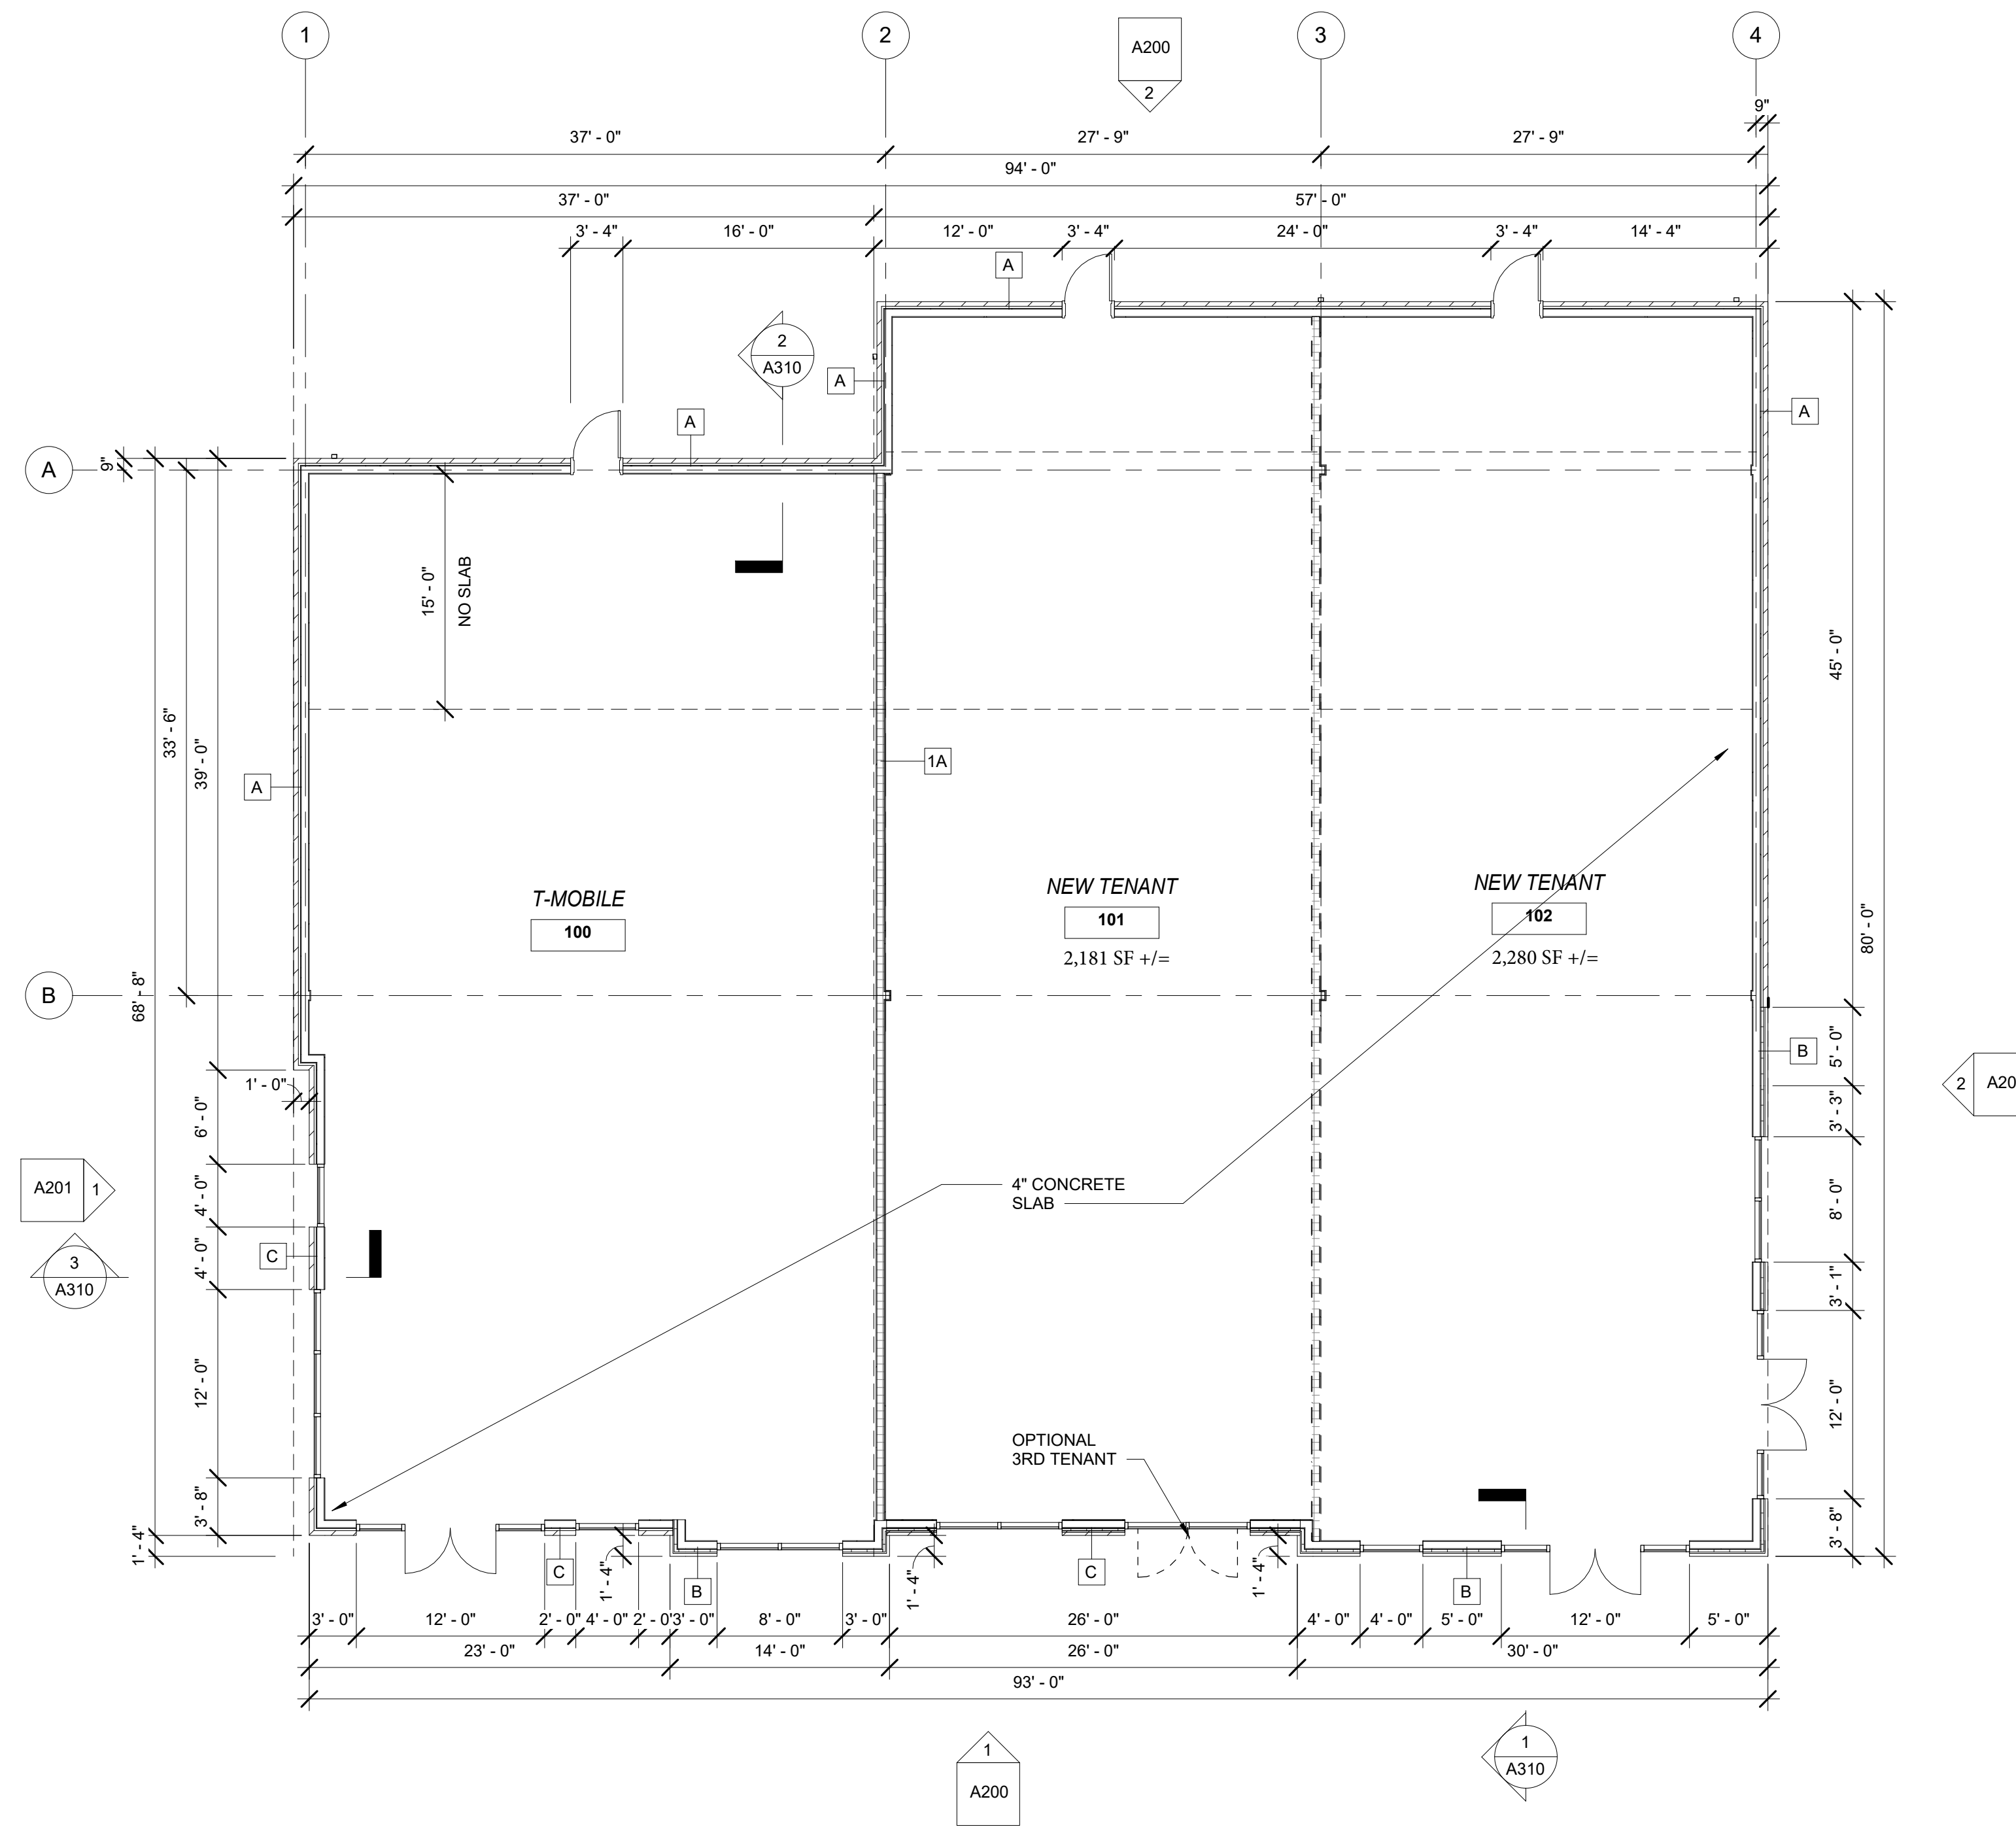 1
2
3
4
A200
2
9"
37' - 0"
27' - 9"
27' - 9"
94' - 0"
37' - 0"
57' - 0"
3' - 4"
16' - 0"
12' - 0"
3' - 4"
24' - 0"
3' - 4"
14' - 4"
A
2
A310
A
A
A
A
9"
15' - 0"
NO SLAB
45' - 0"
33' - 6"
39' - 0"
1A
A
T-MOBILE
100
NEW TENANT
101
2,181 SF +/=
NEW TENANT
102
2,280 SF +/=
80' - 0"
B
68' - 8"
5' - 0"
B
2
A20
1' - 0"
6' - 0"
3' - 3"
A201
1
4' - 0"
8' - 0"
4" CONCRETE
SLAB
3
A310
C
4' - 0"
3' - 1"
12' - 0"
12' - 0"
OPTIONAL
3RD TENANT
3' - 8"
3' - 8"
1' - 4"
C
1' - 4"
B
1' - 4"
C
1' - 4"
B
3' - 0"
12' - 0"
2' - 0"
4' - 0"
2' - 0"
3' - 0"
8' - 0"
3' - 0"
26' - 0"
4' - 0"
4' - 0"
5' - 0"
12' - 0"
5' - 0"
23' - 0"
14' - 0"
26' - 0"
30' - 0"
93' - 0"
1
A200
1
A310